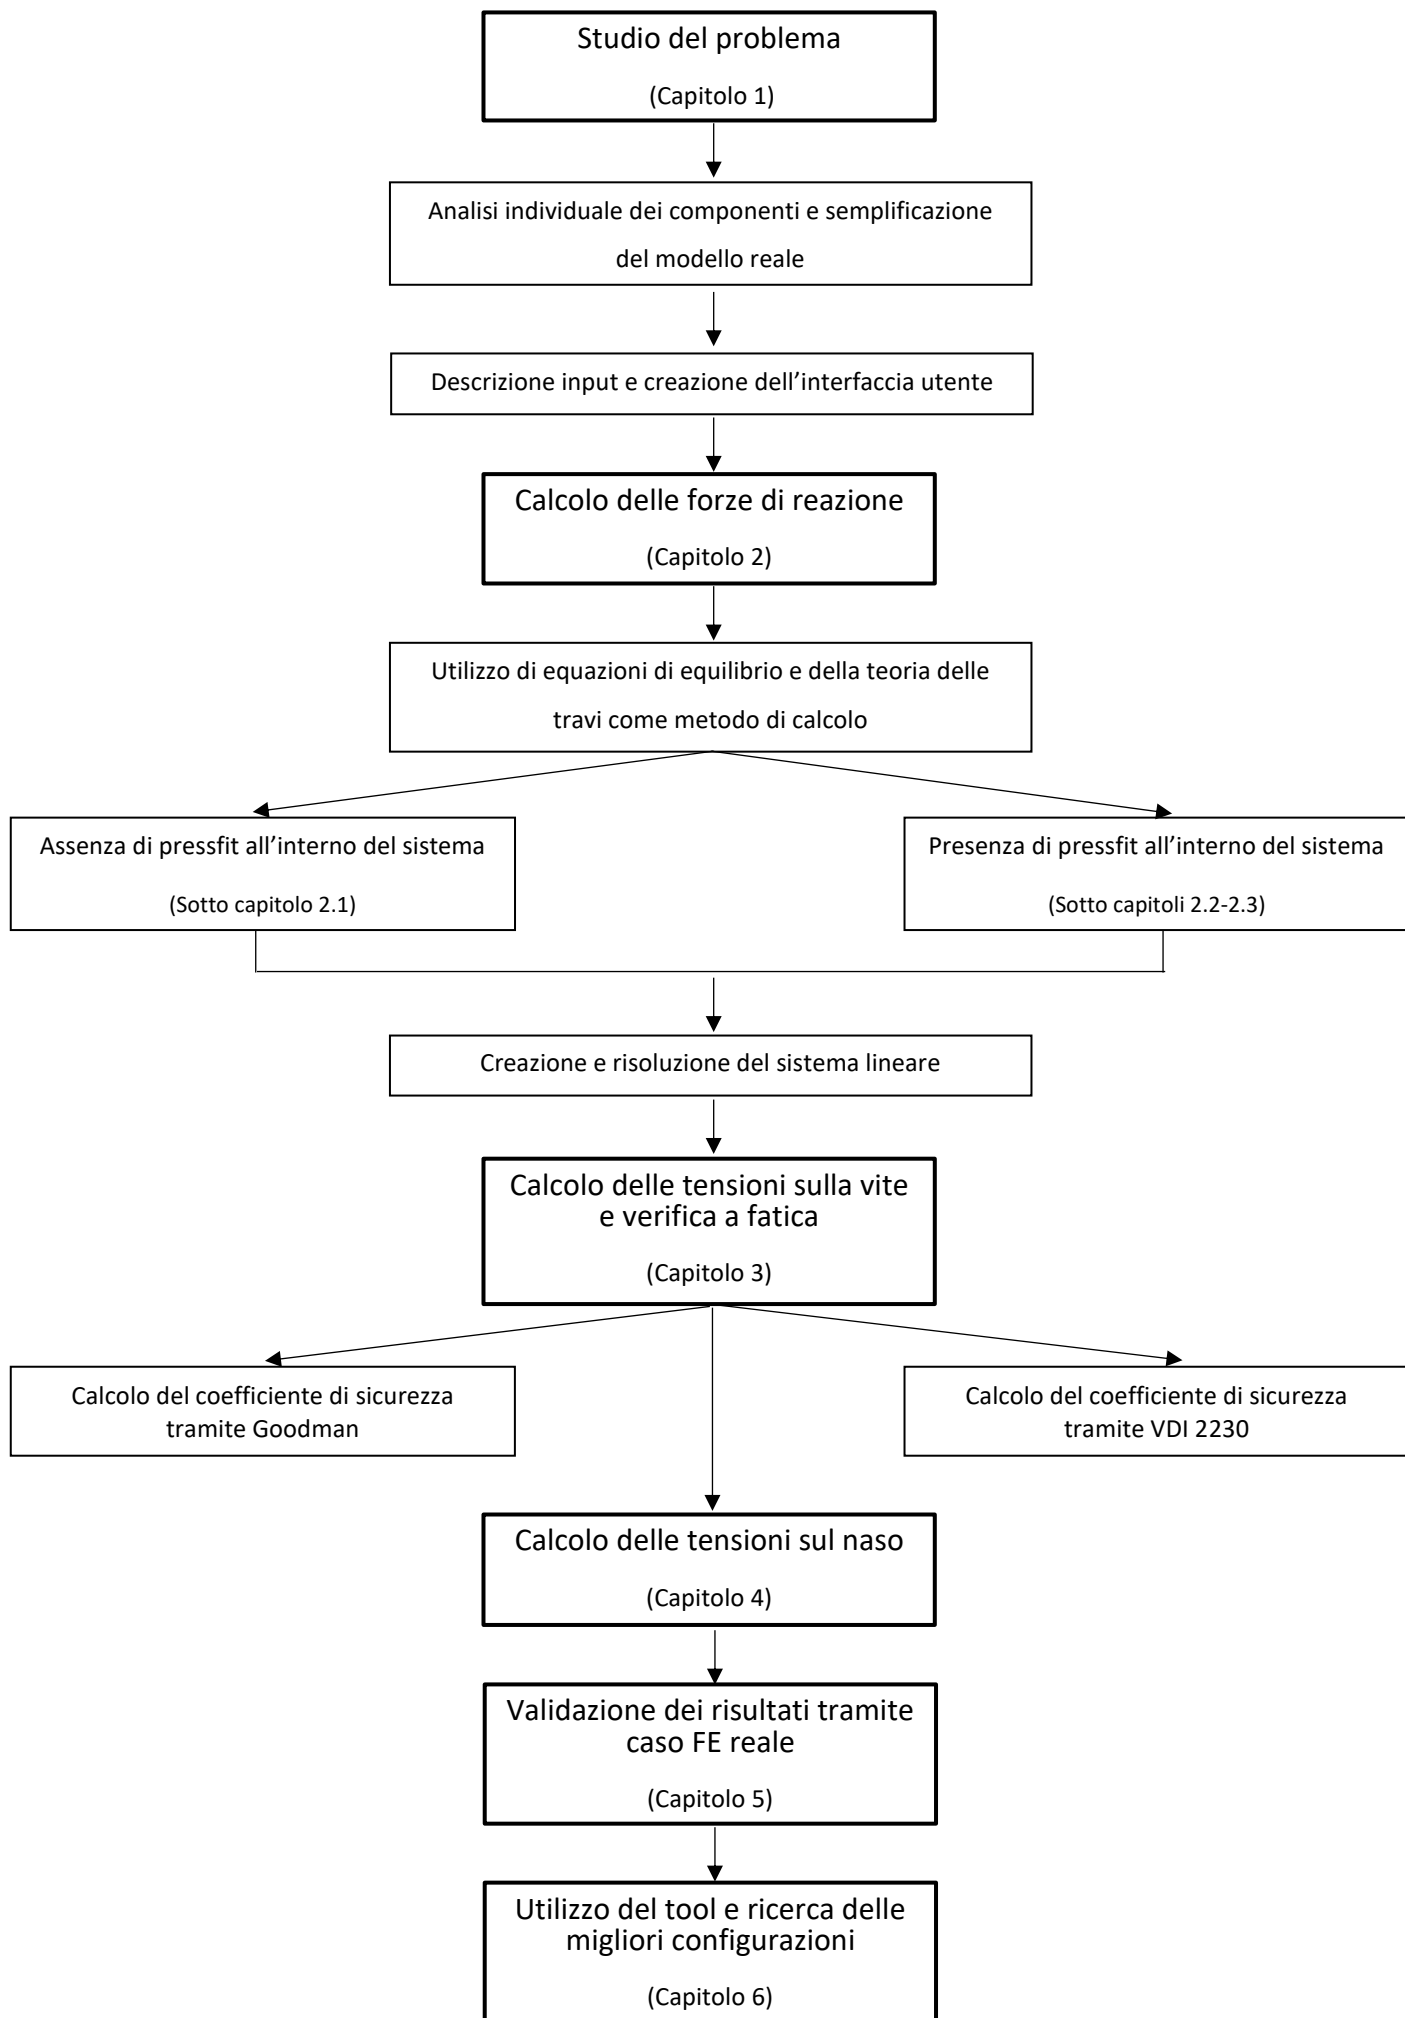 Studio del problema
(Capitolo 1)
Analisi individuale dei componenti e semplificazione
del modello reale
Descrizione input e creazione dell’interfaccia utente
Calcolo delle forze di reazione
(Capitolo 2)
Utilizzo di equazioni di equilibrio e della teoria delle
travi come metodo di calcolo
Assenza di pressfit all’interno del sistema
(Sotto capitolo 2.1)
Presenza di pressfit all’interno del sistema
(Sotto capitoli 2.2-2.3)
Creazione e risoluzione del sistema lineare
Calcolo delle tensioni sulla vite
e verifica a fatica
(Capitolo 3)
Calcolo del coefficiente di sicurezza
tramite Goodman
Calcolo del coefficiente di sicurezza
tramite VDI 2230
Calcolo delle tensioni sul naso
(Capitolo 4)
Validazione dei risultati tramite
caso FE reale
(Capitolo 5)
Utilizzo del tool e ricerca delle
migliori configurazioni
(Capitolo 6)